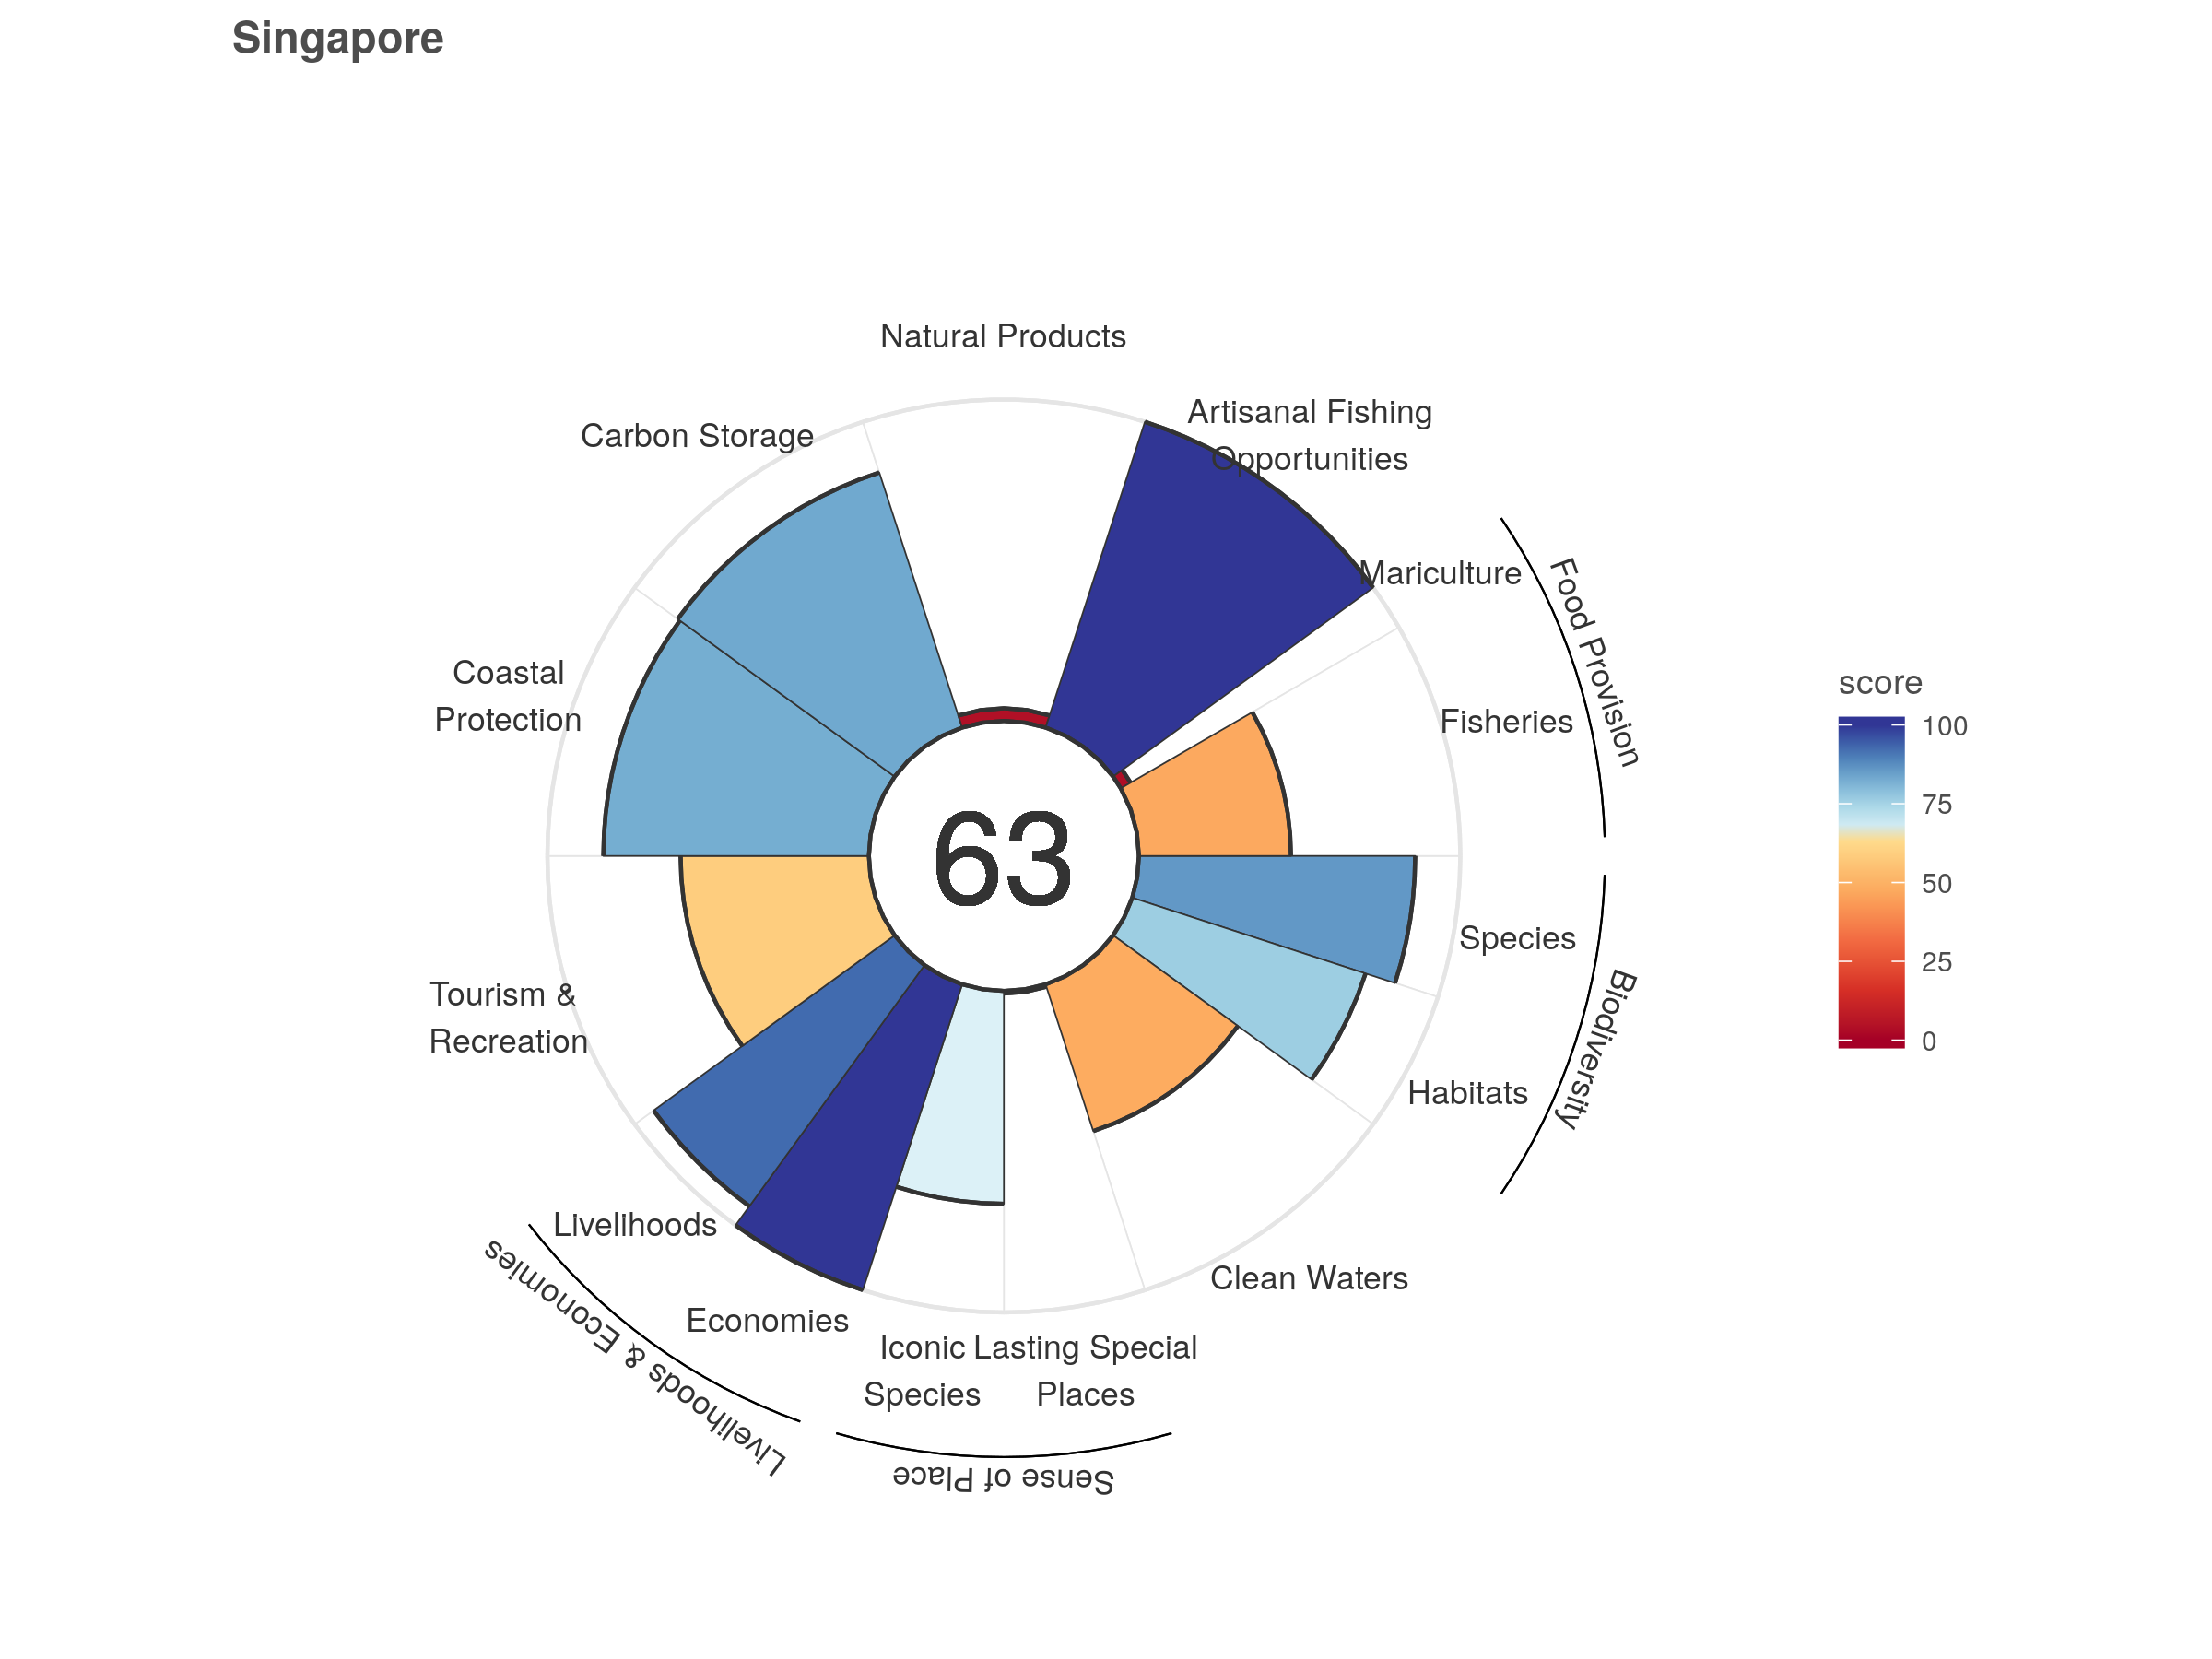 Singapore
Natural Products
Artisanal Fishing
Opportunities
Carbon Storage
Mariculture
Food Provision
Coastal
Protection
Fisheries
score
100
75
50
25
0
63
Species
Biodiversity
Tourism &
Recreation
Habitats
Livelihoods
Clean Waters
Livelihoods & Economies
Economies
Iconic
Species
Lasting Special
Places
Sense of Place